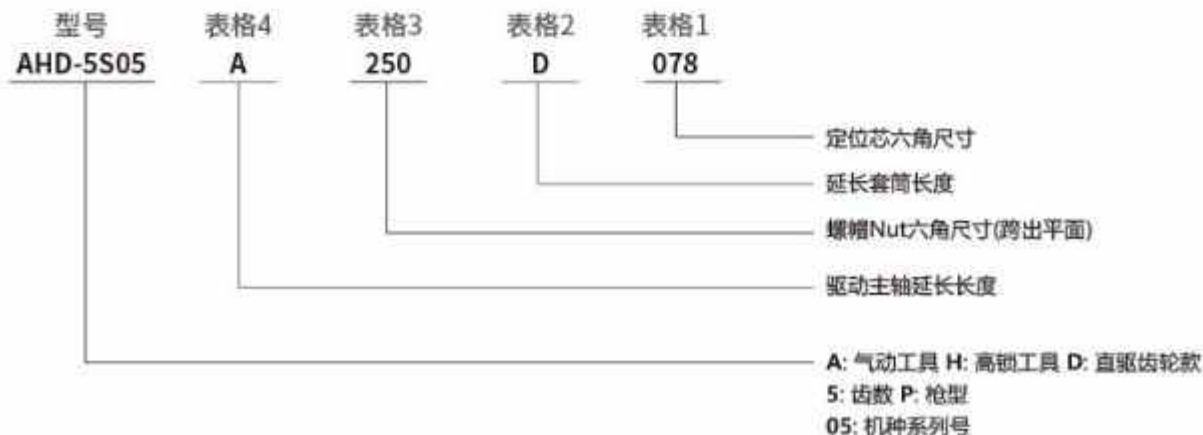 型号 表格4 表格3 表格2 表格1
AHD-5S05 A 250 D 078
定位芯六角尺寸
延长套筒长度
螺帽Nut六角尺寸(跨出平面)
驱动主轴延长长度
A: 气动工具 H: 高锁工具 D: 直驱齿轮款
5: 齿数 P: 枪型
05: 机种系列号